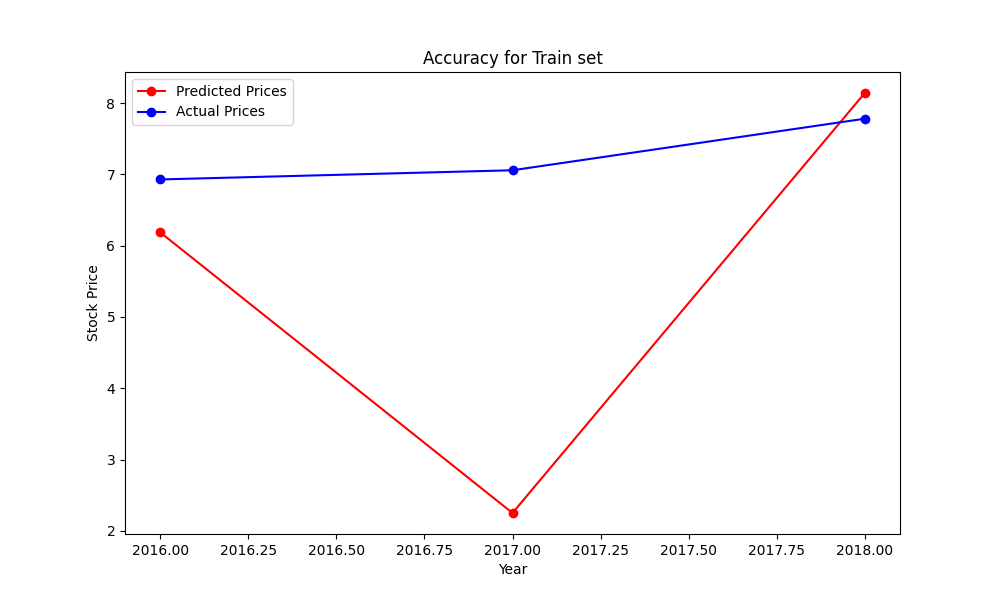 Accuracy for Train set
Predicted Prices
Actual Prices
8
7
6
5
4
3
2
Stock Price
2016.00 2016.25 2016.50 2016.75 2017.00 2017.25 2017.50 2017.75 2018.00
Year